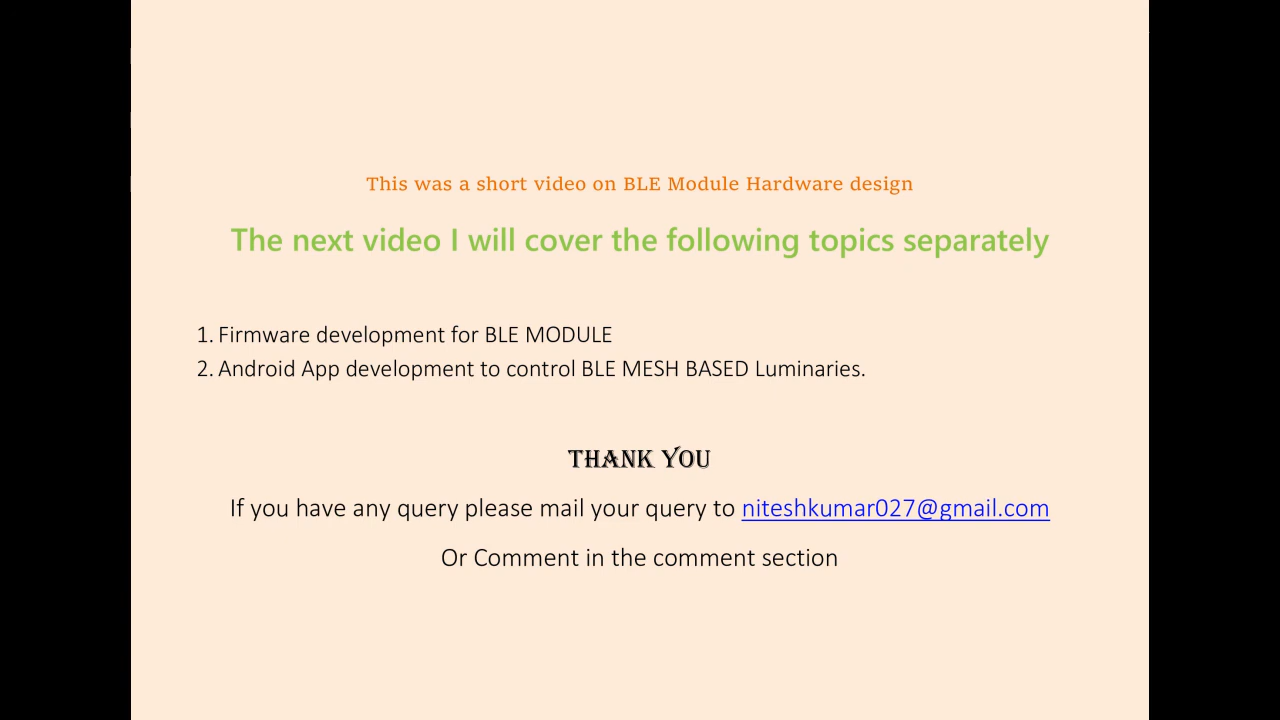 This was a short video on BLE Module Hardware design
The next video I will cover the following topics separately
1. Firmware development for BLE MODULE
2. Android App development to control BLE MESH BASED Luminaries.
THANK YOU
If you have any query please mail your query to niteshkumar027@gmail.com
Or Comment in the comment section